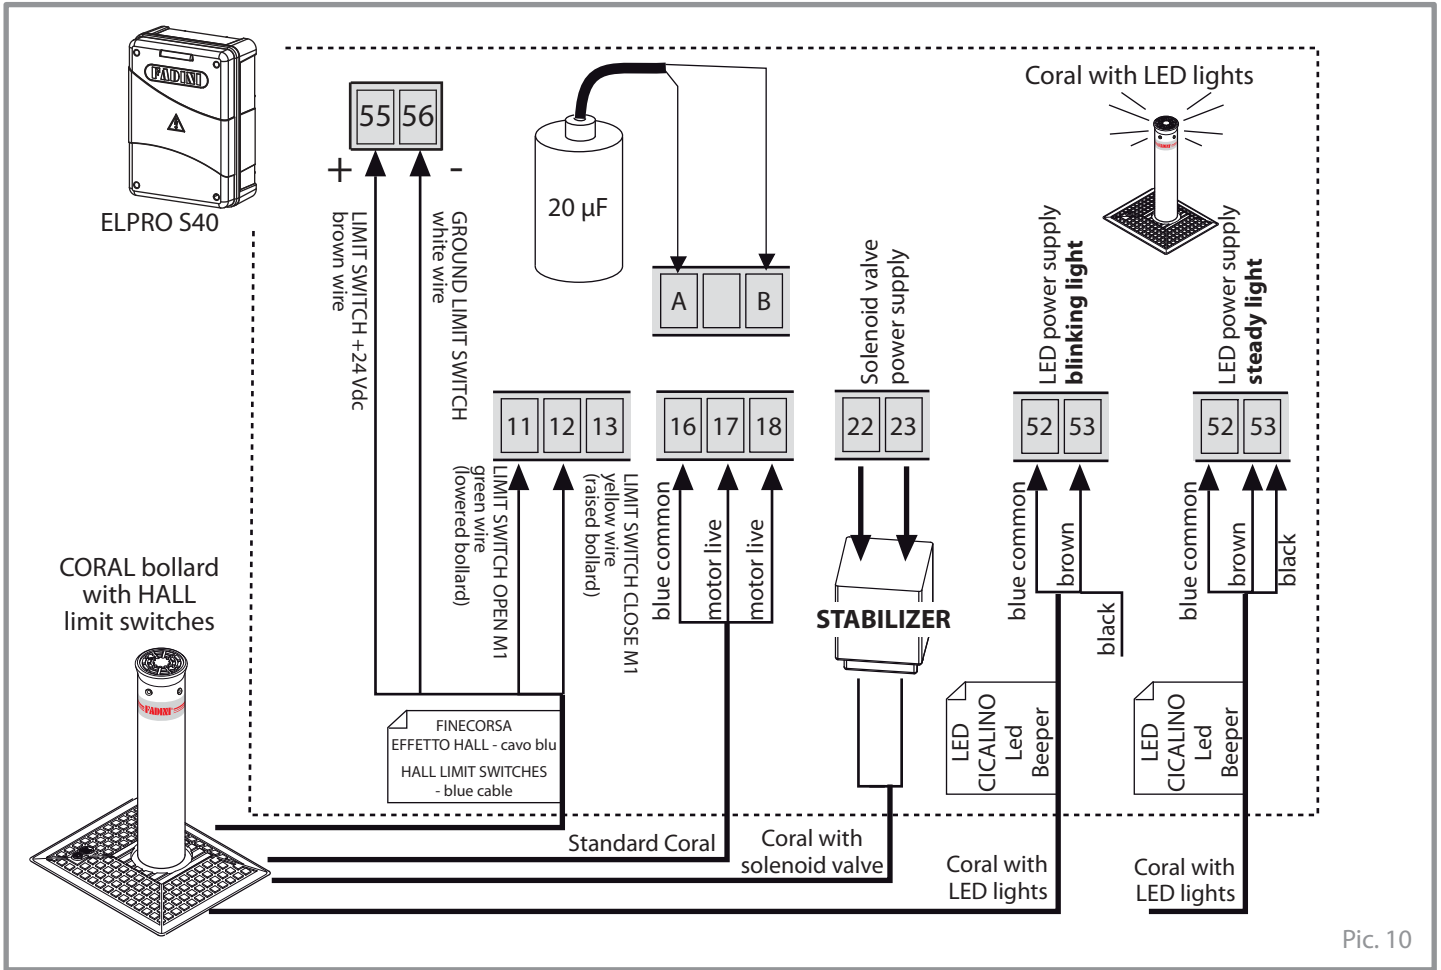 FADINI
ELPRO S40
55 56
+ -
LIMIT SWITCH +24 Vdc
brown wire
GROUND LIMIT SWITCH
white wire
20 µF
A B
Coral with LED lights
Solenoid valve
power supply
LED power supply
blinking light
LED power supply
steady light
11 12 13
16 17 18
22 23
52 53
52 53
LIMIT SWITCH OPEN M1
green wire
(lowered bollard)
LIMIT SWITCH CLOSE M1
yellow wire
(raised bollard)
blue common
motor live
motor live
STABILIZER
blue common
brown
black
blue common
brown
black
CORAL bollard
with HALL
limit switches
FADINI
FINECORSA
EFFETTO HALL - cavo blu
HALL LIMIT SWITCHES
- blue cable
LED
CICALINO
Led
Beeper
LED
CICALINO
Led
Beeper
Standard Coral
Coral with
solenoid valve
Coral with
LED lights
Coral with
LED lights
Pic. 10